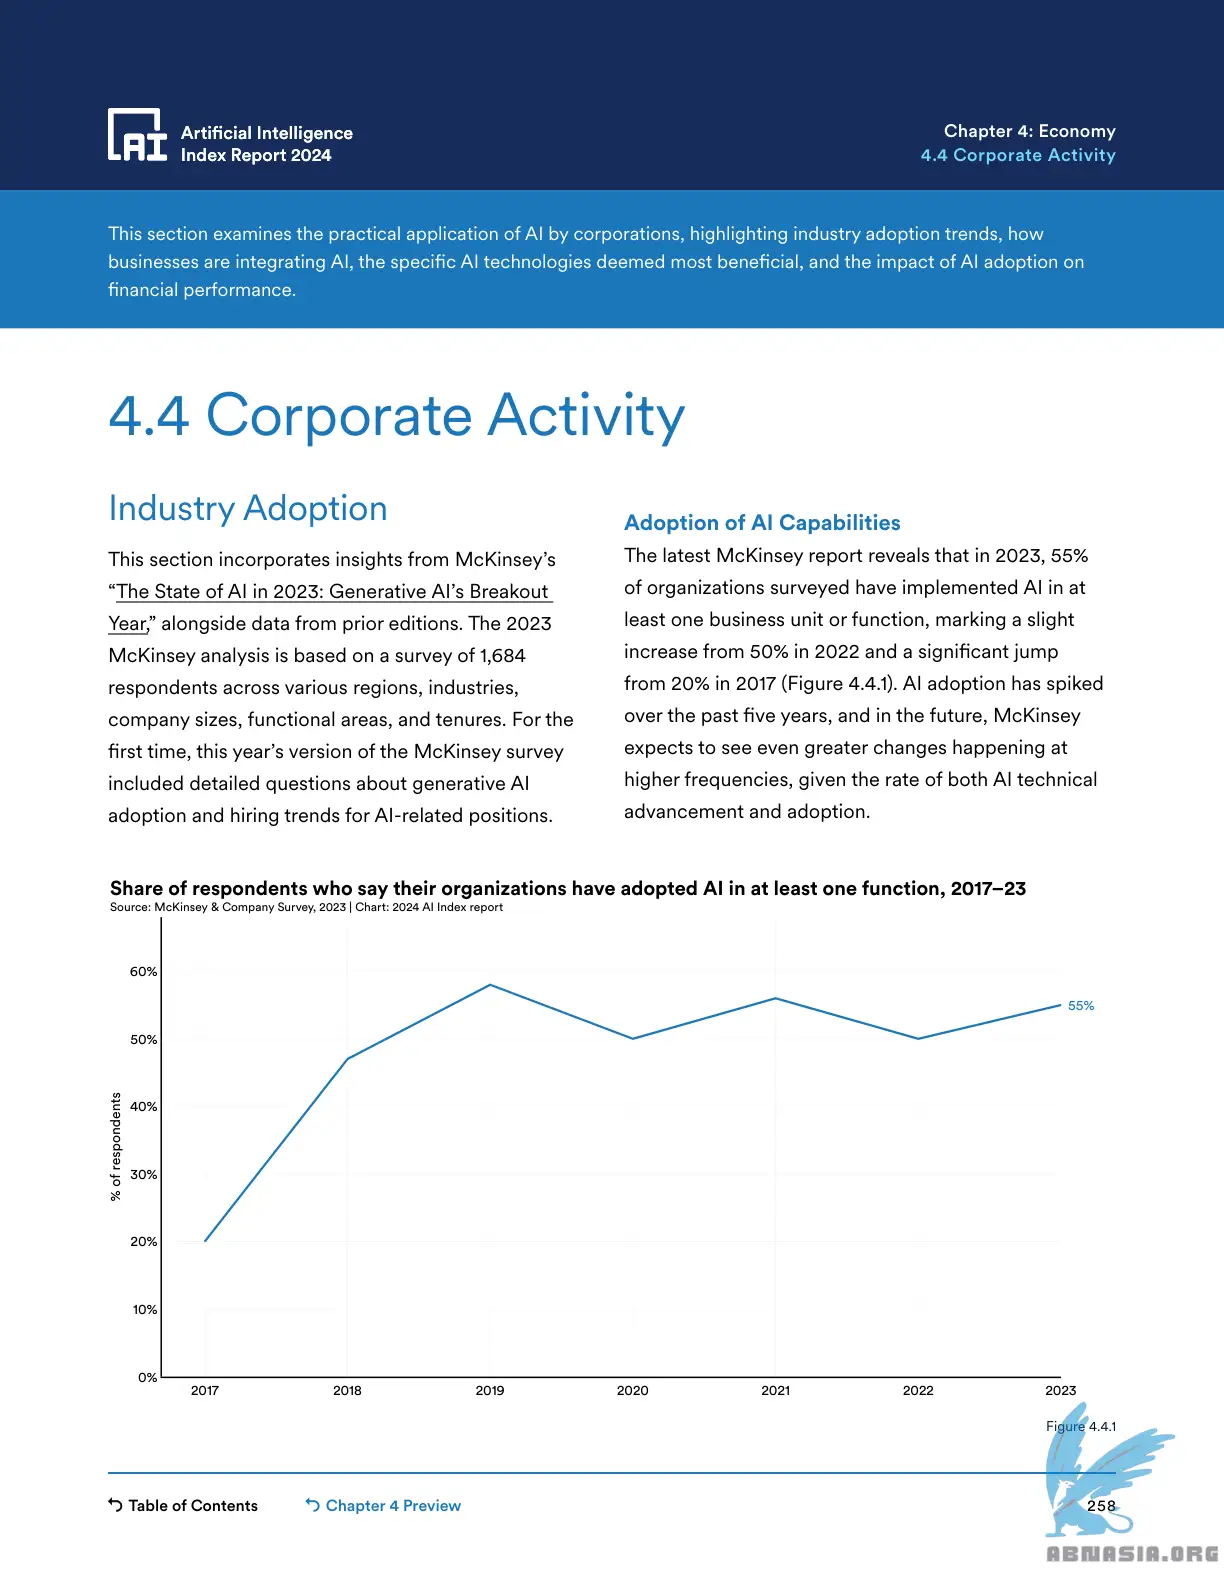 Artificial Intelligence
Index Report 2024
Chapter 4: Economy
4.4 Corporate Activity
This section examines the practical application of AI by corporations, highlighting industry adoption trends, how
businesses are integrating AI, the specific AI technologies deemed most beneficial, and the impact of AI adoption on
financial performance.
4.4 Corporate Activity
Industry Adoption
This section incorporates insights from McKinsey’s
“The State of AI in 2023: Generative AI’s Breakout
Year,” alongside data from prior editions. The 2023
McKinsey analysis is based on a survey of 1,684
respondents across various regions, industries,
company sizes, functional areas, and tenures. For the
first time, this year’s version of the McKinsey survey
included detailed questions about generative AI
adoption and hiring trends for AI-related positions.
Adoption of AI Capabilities
The latest McKinsey report reveals that in 2023, 55%
of organizations surveyed have implemented AI in at
least one business unit or function, marking a slight
increase from 50% in 2022 and a significant jump
from 20% in 2017 (Figure 4.4.1). AI adoption has spiked
over the past five years, and in the future, McKinsey
expects to see even greater changes happening at
higher frequencies, given the rate of both AI technical
advancement and adoption.
Share of respondents who say their organizations have adopted AI in at least one function, 2017–23
Source: McKinsey & Company Survey, 2023 | Chart: 2024 AI Index report
60%
50%
40%
30%
20%
10%
0%
% of respondents
55%
2017 2018 2019 2020 2021 2022 2023
Figure 4.4.1
Table of Contents
Chapter 4 Preview
258
ABNASIA.ORG